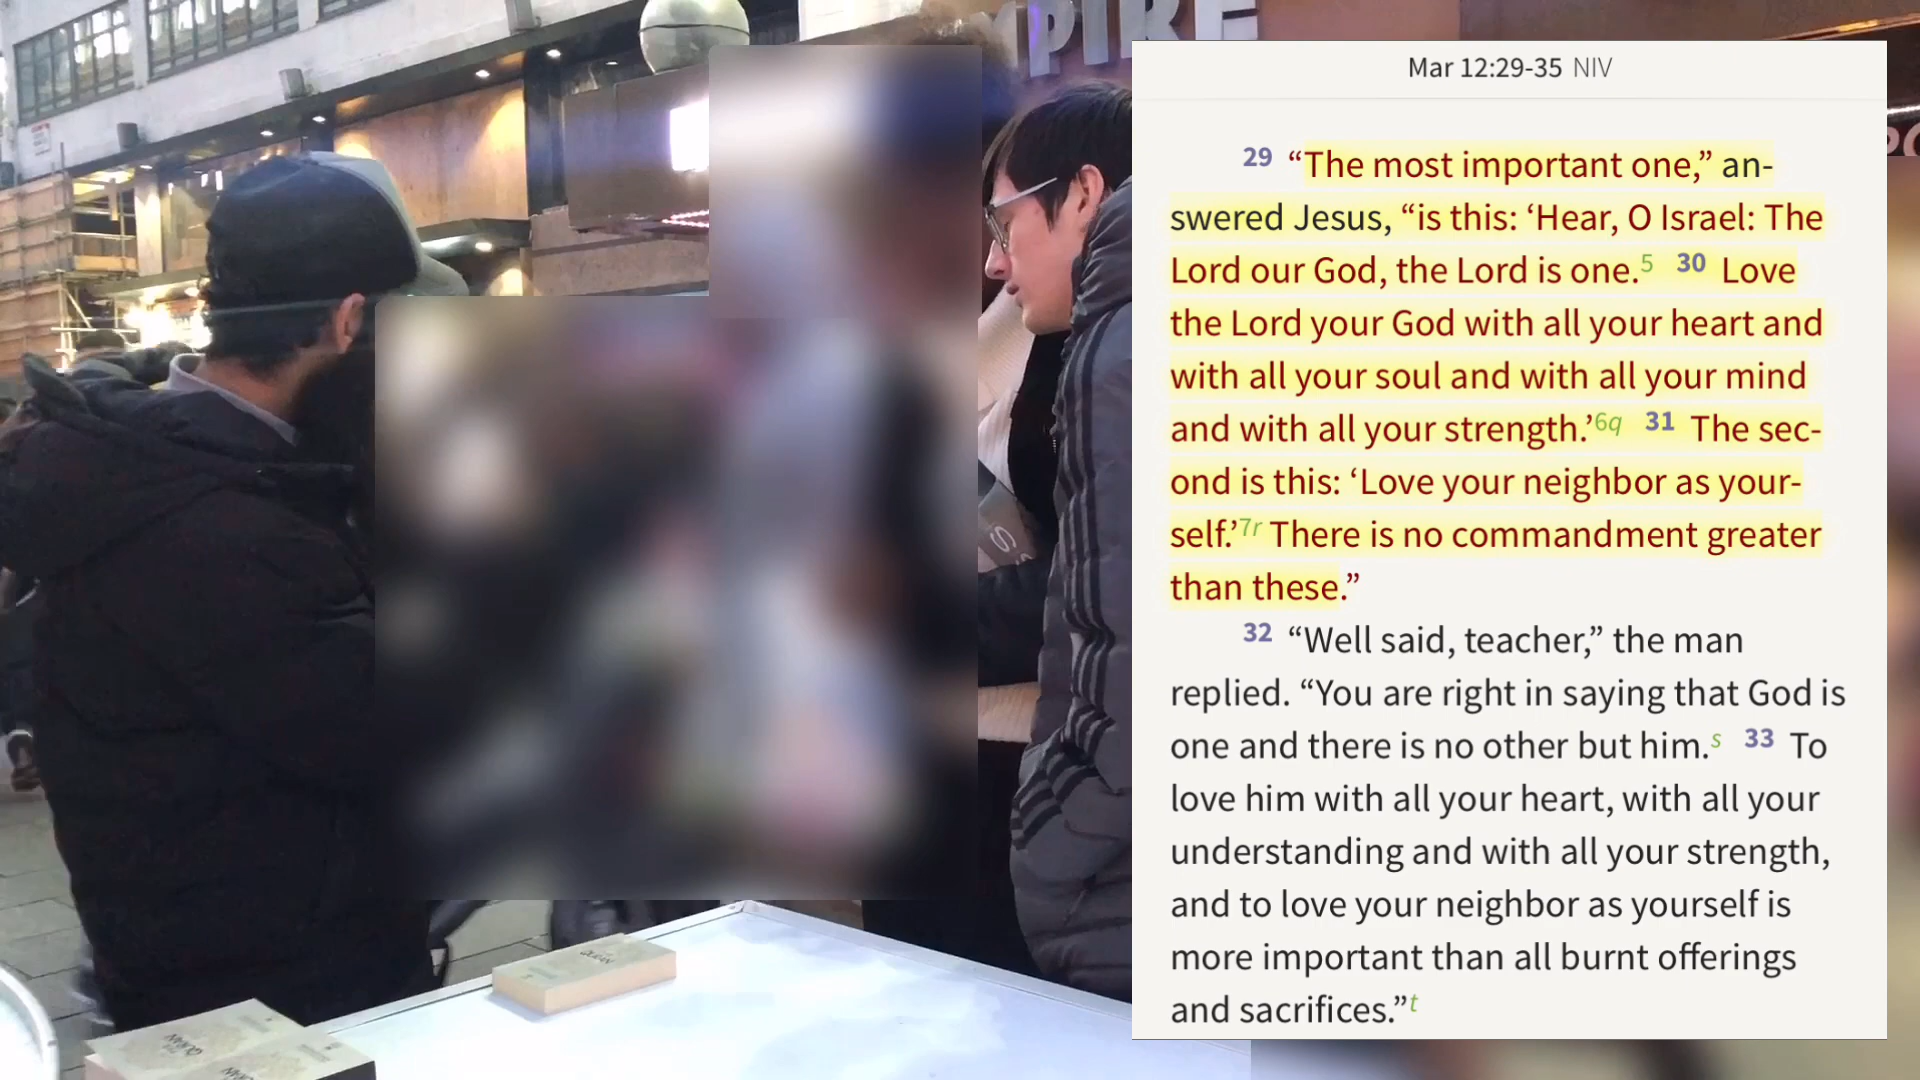 MPIRE
Mar 12:29-35 NIV
29 “The most important one,” an-
swered Jesus, “is this: ‘Hear, O Israel: The
Lord our God, the Lord is one.5 30 Love
the Lord your God with all your heart and
with all your soul and with all your mind
and with all your strength.’6q 31 The sec-
ond is this: ‘Love your neighbor as your-
self.’7r There is no commandment greater
than these.”
32 “Well said, teacher,” the man
replied. “You are right in saying that God is
one and there is no other but him.s 33 To
love him with all your heart, with all your
understanding and with all your strength,
and to love your neighbor as yourself is
more important than all burnt offerings
and sacrifices.”t
QURAN
QURAN
QURAN